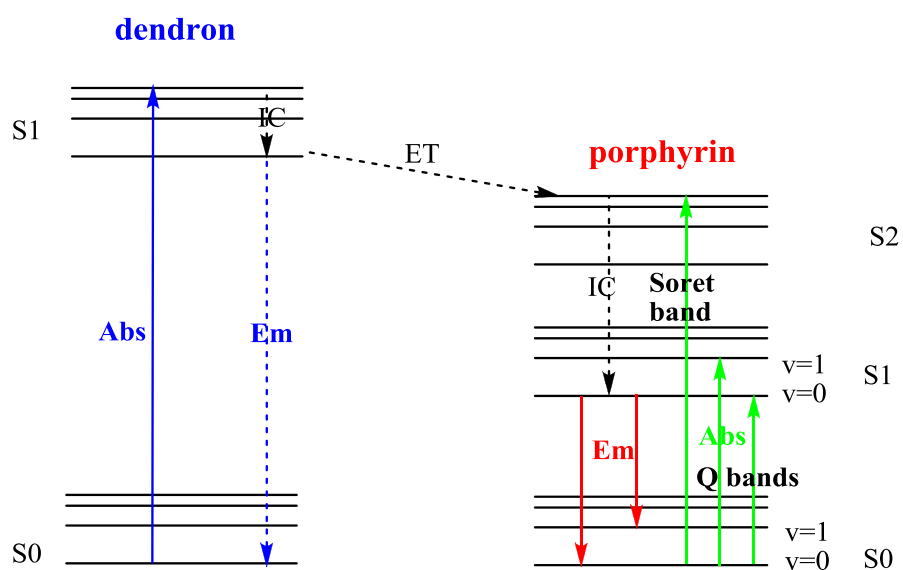 dendron
S1
IC
ET
Abs
Em
S0
porphyrin
S2
Soret
band
IC
v=1
v=0
S1
Em
Abs
Q bands
v=1
v=0
S0